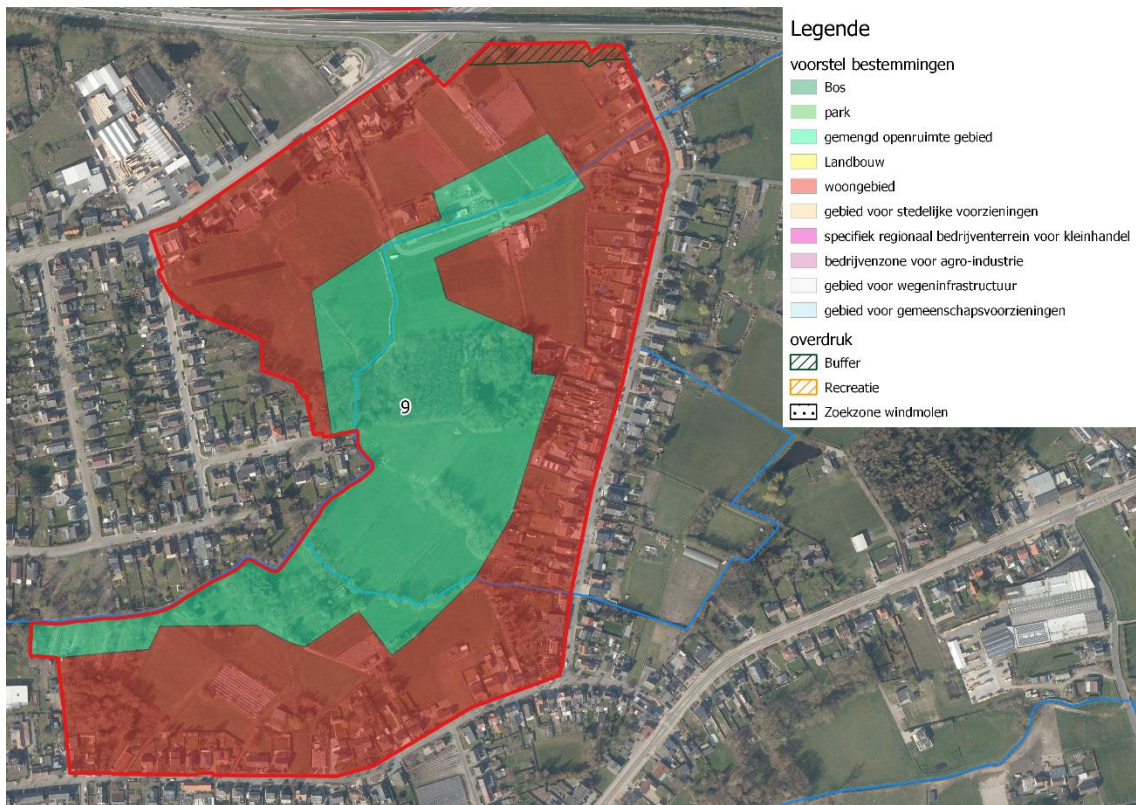 Legende
voorstel bestemmingen
Bos
park
gemengd openruimte gebied
Landbouw
woongebied
gebied voor stedelijke voorzieningen
specifiek regionaal bedrijventerrein voor kleinhandel
bedrijvenzone voor agro-industrie
gebied voor wegeninfrastructuur
gebied voor gemeenschapsvoorzieningen
overdruk
Buffer
Recreatie
Zoekzone windmolen
9